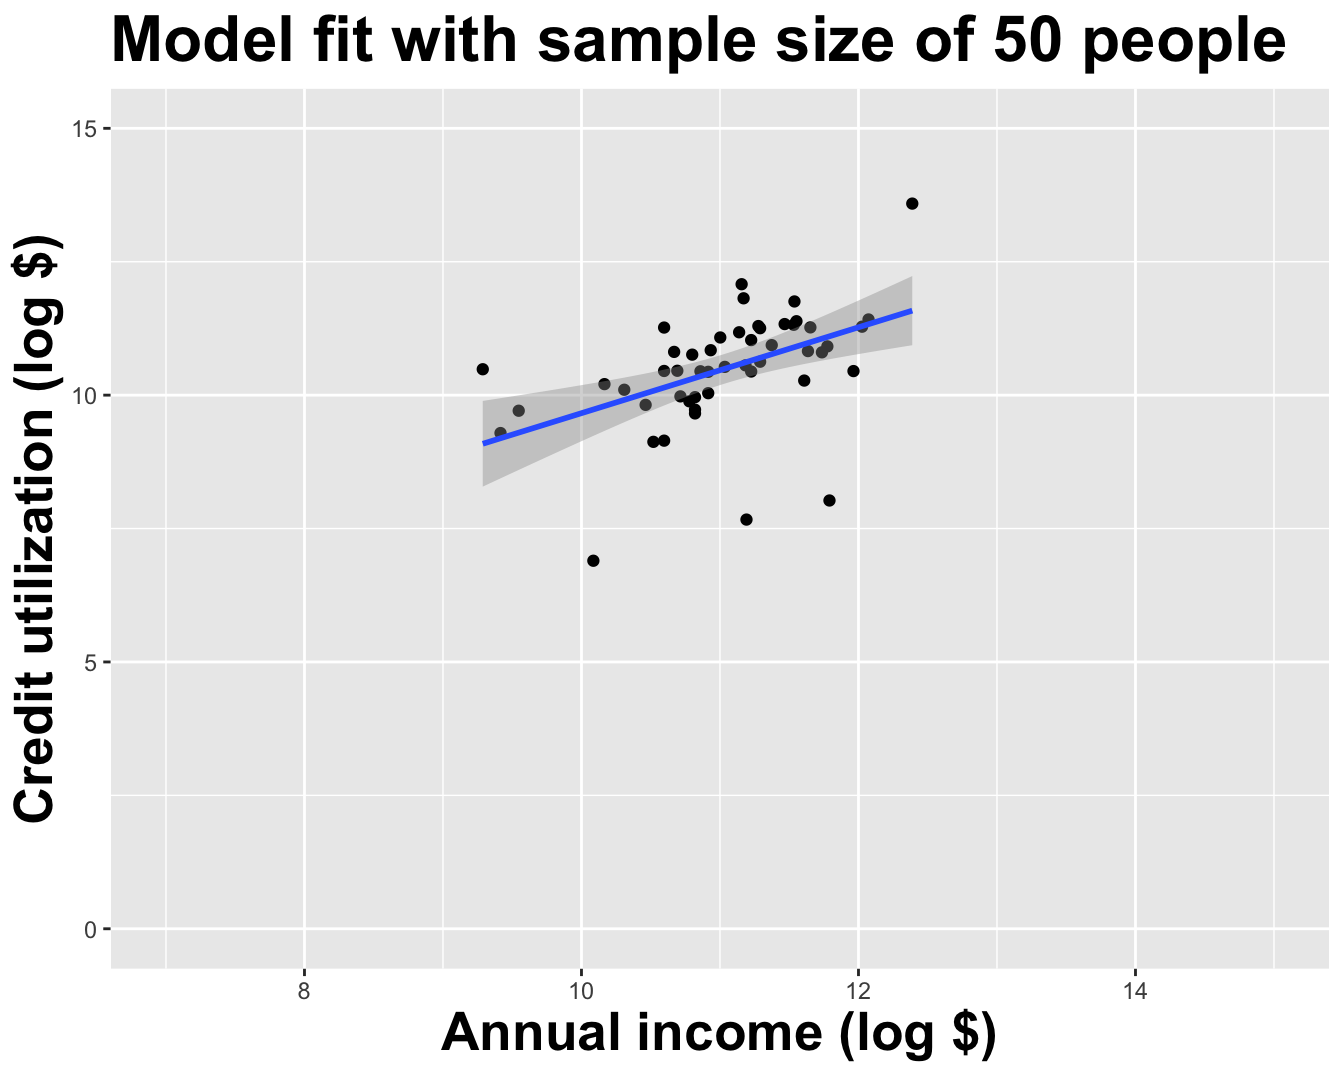 Model fit with sample size of 50 people
15
10
5
0
Credit utilization (log $)
8 10 12 14
Annual income (log $)